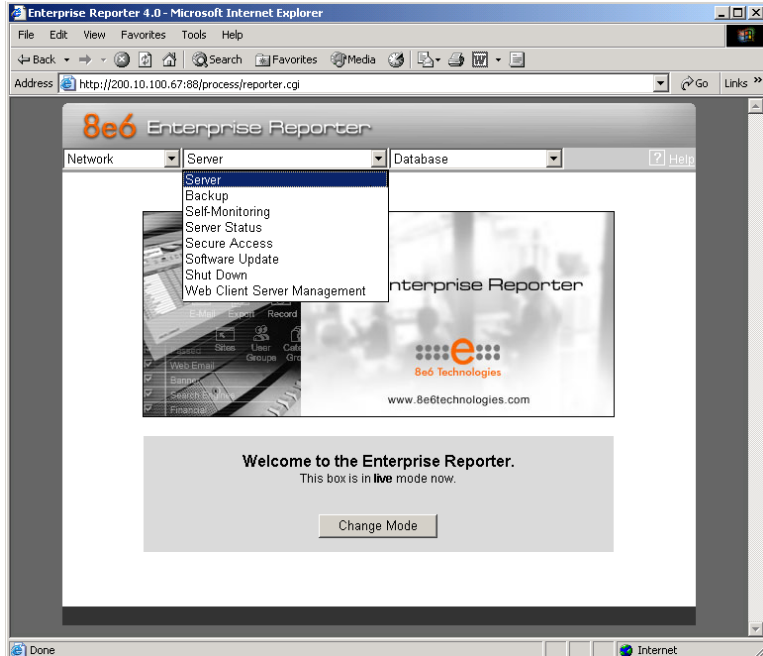 Enterprise Reporter 4.0 - Microsoft Internet Explorer
File Edit View Favorites Tools Help
Back Search Favorites Media
Address http://200.10.100.67:88/process/reporter.cgi Go Links »
8e6 Enterprise Reporter
Network Server Database ? Help
Server
Backup
Self-Monitoring
Server Status
Secure Access
Software Update
Shut Down
Web Client Server Management
nterprise Reporter
E-Mail Export Record
Sites User Groups
Web Email
Banner
Search Engines
Financial
e
8e6 Technologies
www.8e6technologies.com
Welcome to the Enterprise Reporter.
This box is in live mode now.
Change Mode
Done Internet